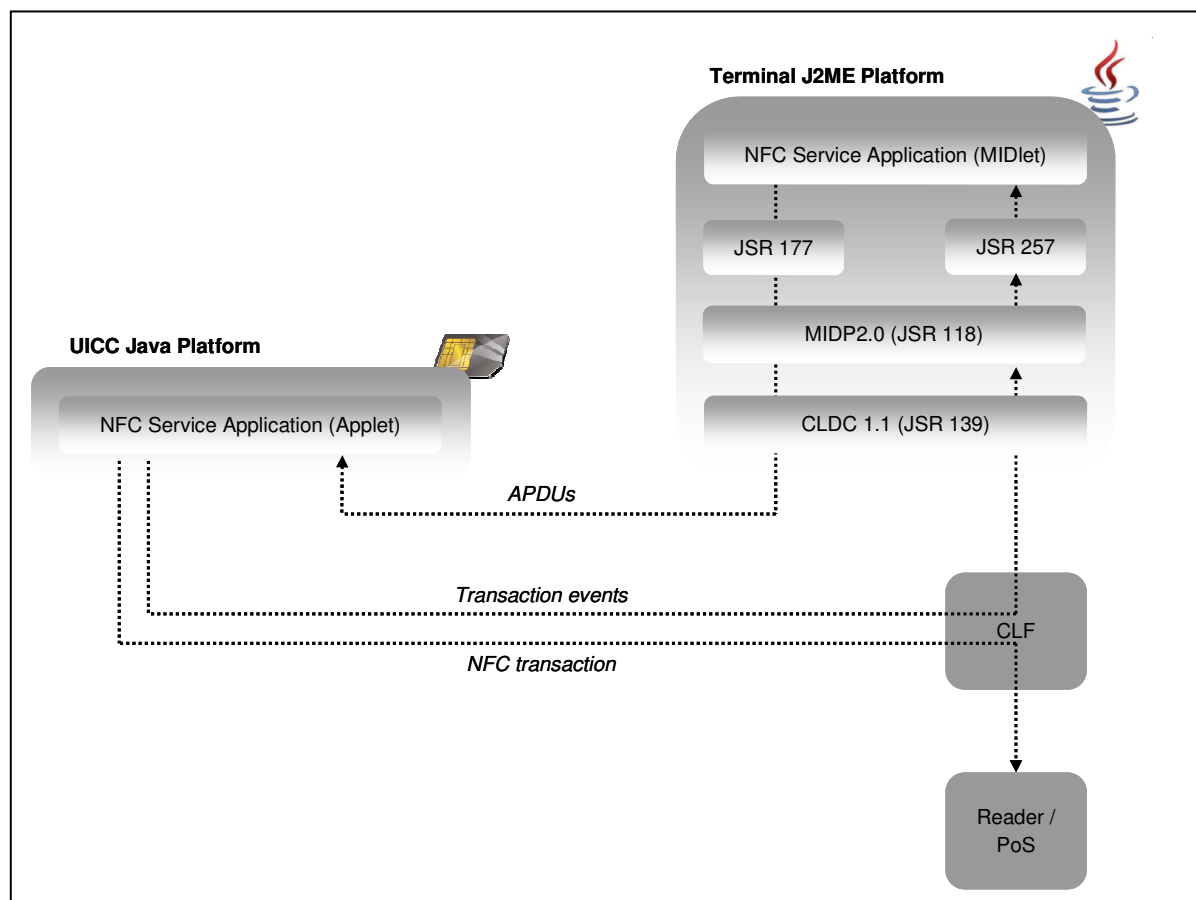 Terminal J2ME Platform
NFC Service Application (MIDlet)
JSR 177
JSR 257
MIDP2.0 (JSR 118)
UICC Java Platform
CLDC 1.1 (JSR 139)
NFC Service Application (Applet)
APDUs
Transaction events
CLF
NFC transaction
Reader /
PoS